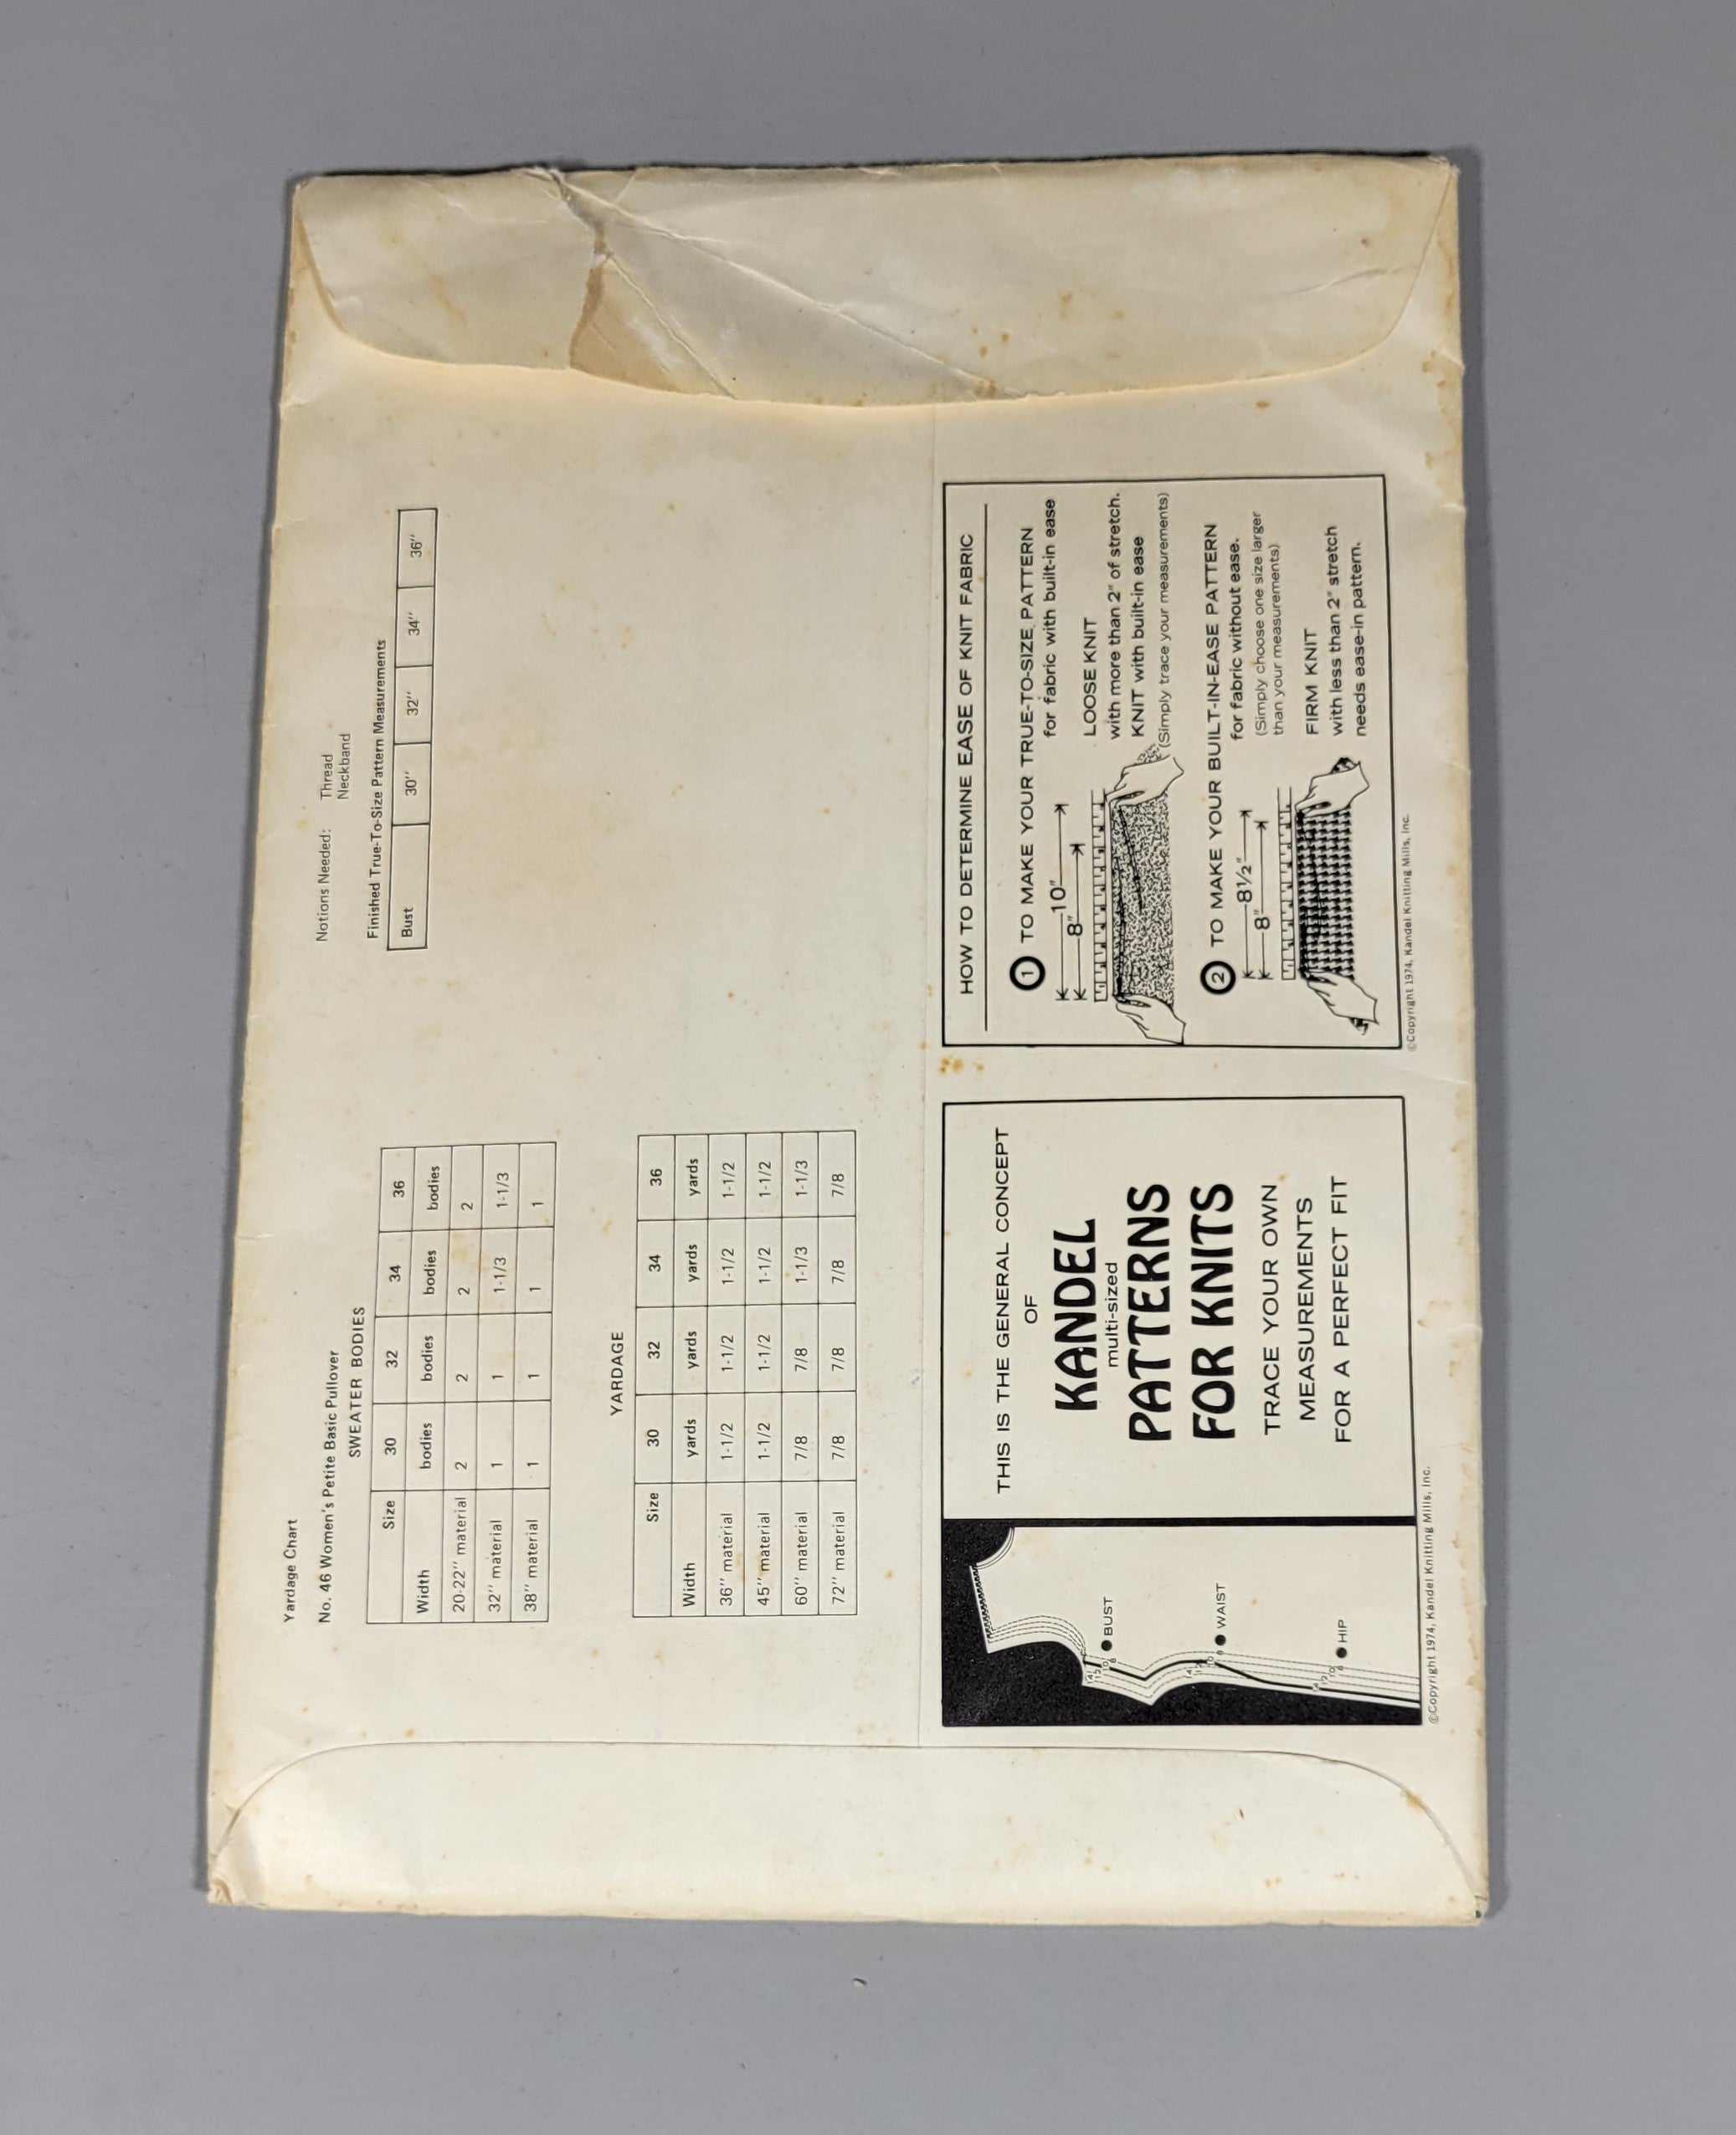 Yardage Chart
No. 46 Women's Petite Basic Pullover
SWEATER BODIES
Size 30 32 34 36
Width bodies bodies bodies bodies
20-22'' material 2 2 2 2
32'' material 1 1 1-1/3 1-1/3
38'' material 1 1 1 1
YARDAGE
Size 30 32 34 36
Width yards yards yards yards
36'' material 1-1/2 1-1/2 1-1/2 1-1/2
45'' material 1-1/2 1-1/2 1-1/2 1-1/2
60'' material 7/8 7/8 1-1/3 1-1/3
72'' material 7/8 7/8 7/8 7/8
Notions Needed: Thread
Neckband
Finished True-To-Size Pattern Measurements
Bust 30'' 32'' 34'' 36''
BUST
WAIST
HIP
THIS IS THE GENERAL CONCEPT
OF
KANDEL
multi-sized
PATTERNS
FOR KNITS
TRACE YOUR OWN
MEASUREMENTS
FOR A PERFECT FIT
©Copyright 1974, Kandel Knitting Mills, Inc.
HOW TO DETERMINE EASE OF KNIT FABRIC
1 TO MAKE YOUR TRUE-TO-SIZE PATTERN
for fabric with built-in ease
10"
8"
LOOSE KNIT
with more than 2" of stretch.
KNIT with built-in ease
(Simply trace your measurements)
2 TO MAKE YOUR BUILT-IN-EASE PATTERN
for fabric without ease.
(Simply choose one size larger
than your measurements)
8½"
8"
FIRM KNIT
with less than 2" stretch
needs ease-in pattern.
©Copyright 1974, Kandel Knitting Mills, Inc.